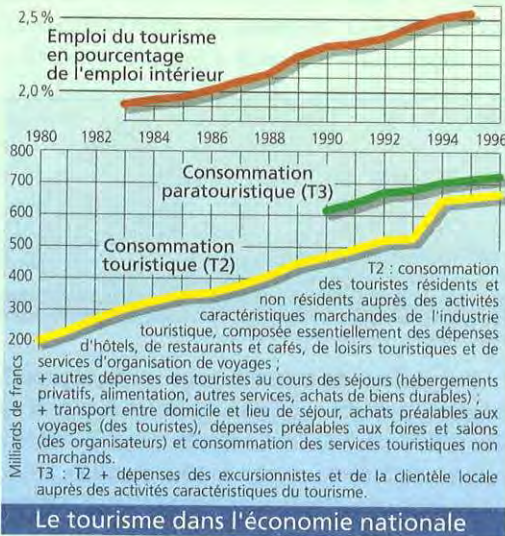 2,5 %
Emploi du tourisme
en pourcentage
de l'emploi intérieur
2,0 %
1980 1982 1984 1986 1988 1990 1992 1994 1996
800
700
600
500
400
300
200
Milliards de francs
Consommation
paratouristique (T3)
Consommation
touristique (T2)
T2 : consommation
des touristes résidents et
non résidents auprès des activités
caractéristiques marchandes de l'industrie
touristique, composée essentiellement des dépenses
d'hôtels, de restaurants et cafés, de loisirs touristiques et de
services d'organisation de voyages ;
+ autres dépenses des touristes au cours des séjours (hébergements
privatifs, alimentation, autres services, achats de biens durables) ;
+ transport entre domicile et lieu de séjour, achats préalables aux
voyages (des touristes), dépenses préalables aux foires et salons
(des organisateurs) et consommation des services touristiques non
marchands.
T3 : T2 + dépenses des excursionnistes et de la clientèle locale
auprès des activités caractéristiques du tourisme.
Le tourisme dans l'économie nationale